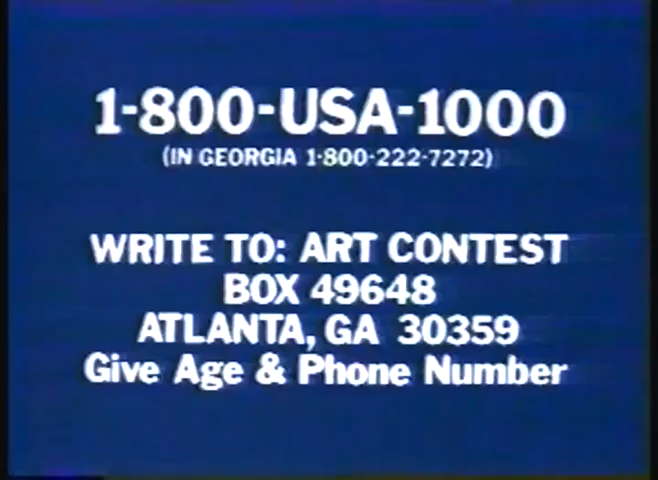 1-800-USA-1000
(IN GEORGIA 1-800-222-7272)
WRITE TO: ART CONTEST
BOX 49648
ATLANTA, GA 30359
Give Age & Phone Number